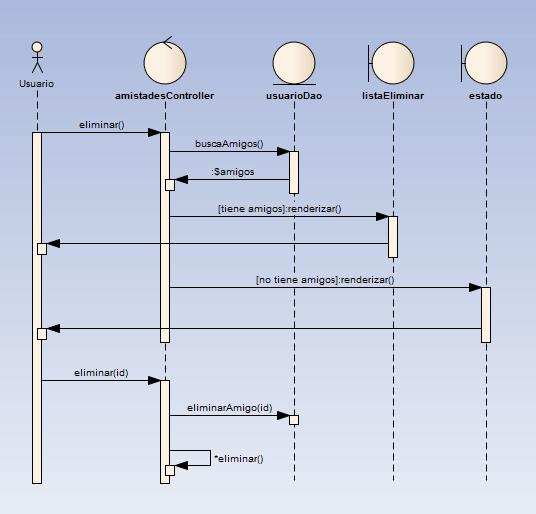 Usuario
amistadesController
usuarioDao
listaEliminar
estado
eliminar()
buscaAmigos()
:$amigos
[tiene amigos]:renderizar()
[no tiene amigos]:renderizar()
eliminar(id)
eliminarAmigo(id)
*eliminar()